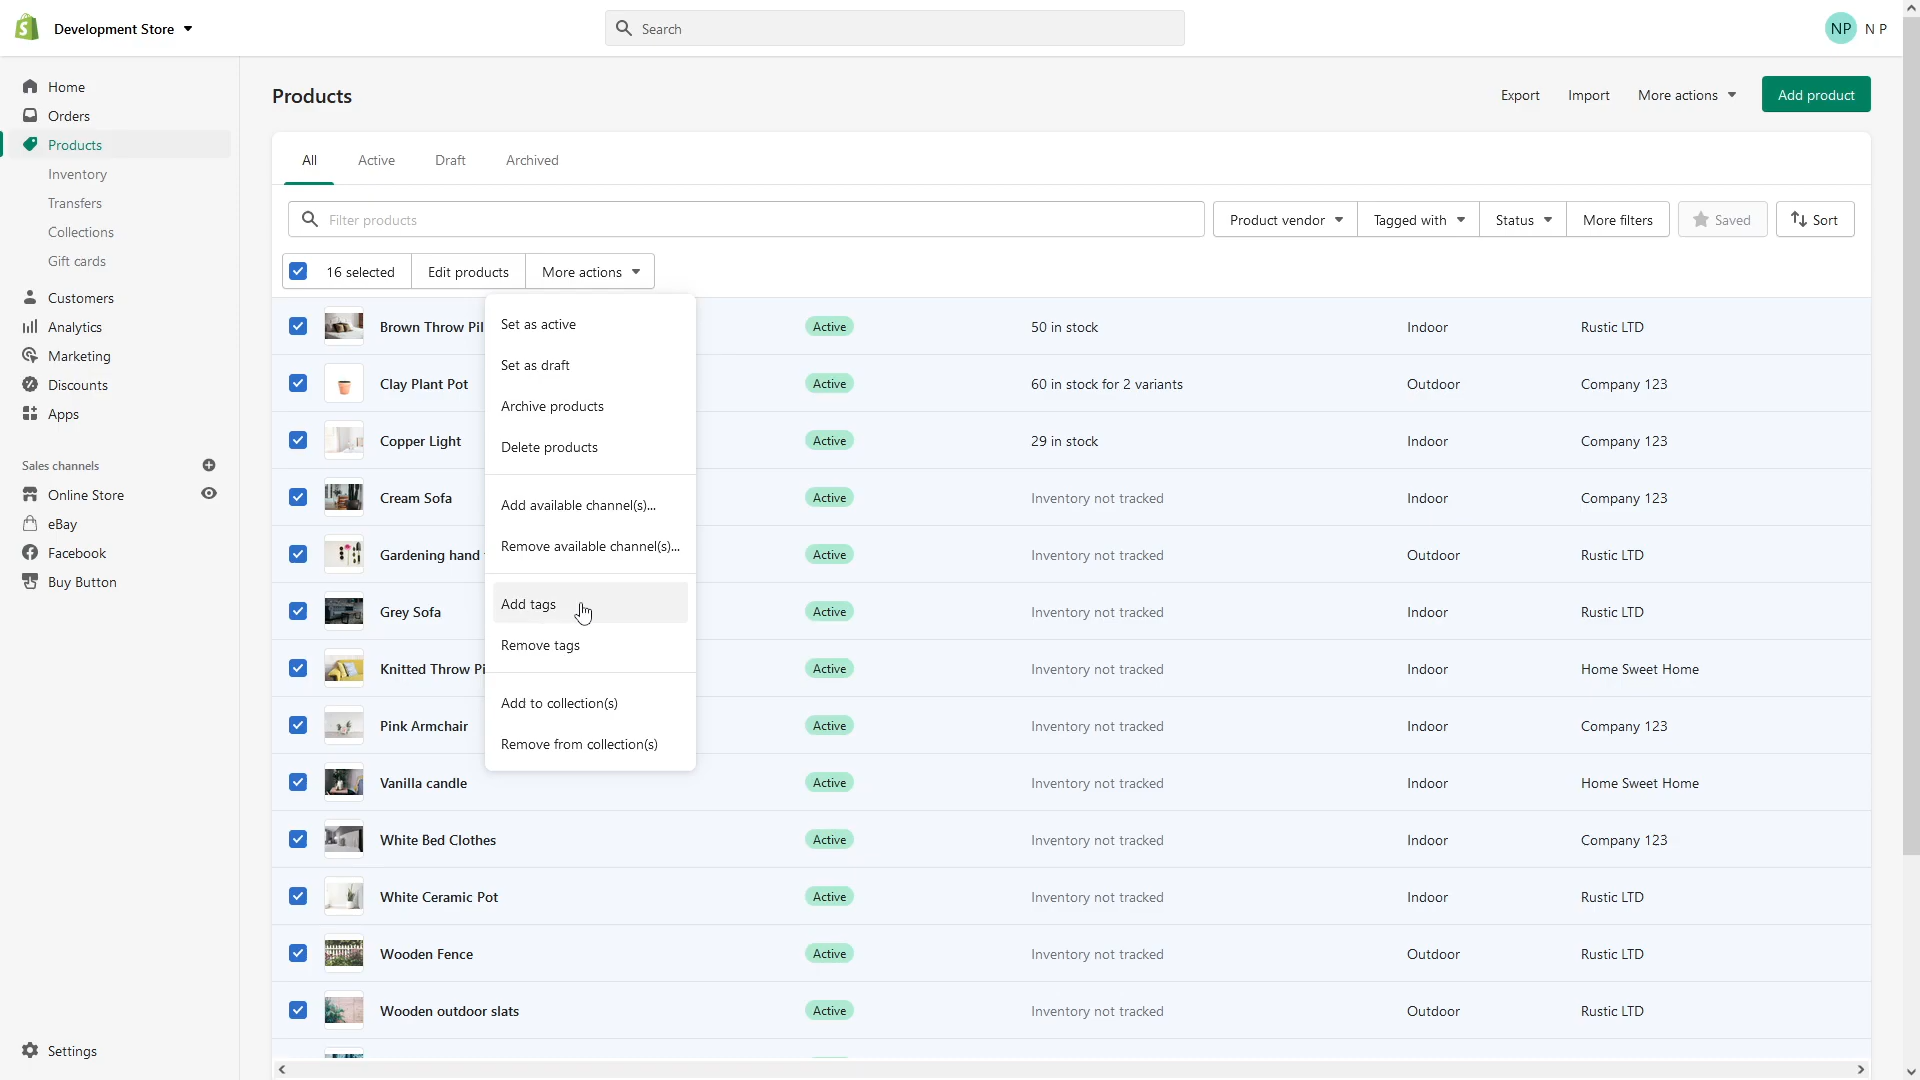 Development Store
Search
NP N P
Home
Orders
Products
Inventory
Transfers
Collections
Gift cards
Customers
Analytics
Marketing
Discounts
Apps
Sales channels
Online Store
eBay
Facebook
Buy Button
Settings
Products
Export Import More actions Add product
All Active Draft Archived
Filter products Product vendor Tagged with Status More filters Saved Sort
16 selected Edit products More actions
Set as active
Set as draft
Archive products
Delete products
Add available channel(s)...
Remove available channel(s)...
Add tags
Remove tags
Add to collection(s)
Remove from collection(s)
Brown Throw Pil Active 50 in stock Indoor Rustic LTD
Clay Plant Pot Active 60 in stock for 2 variants Outdoor Company 123
Copper Light Active 29 in stock Indoor Company 123
Cream Sofa Active Inventory not tracked Indoor Company 123
Gardening hand Active Inventory not tracked Outdoor Rustic LTD
Grey Sofa Active Inventory not tracked Indoor Rustic LTD
Knitted Throw Pi Active Inventory not tracked Indoor Home Sweet Home
Pink Armchair Active Inventory not tracked Indoor Company 123
Vanilla candle Active Inventory not tracked Indoor Home Sweet Home
White Bed Clothes Active Inventory not tracked Indoor Company 123
White Ceramic Pot Active Inventory not tracked Indoor Rustic LTD
Wooden Fence Active Inventory not tracked Outdoor Rustic LTD
Wooden outdoor slats Active Inventory not tracked Outdoor Rustic LTD